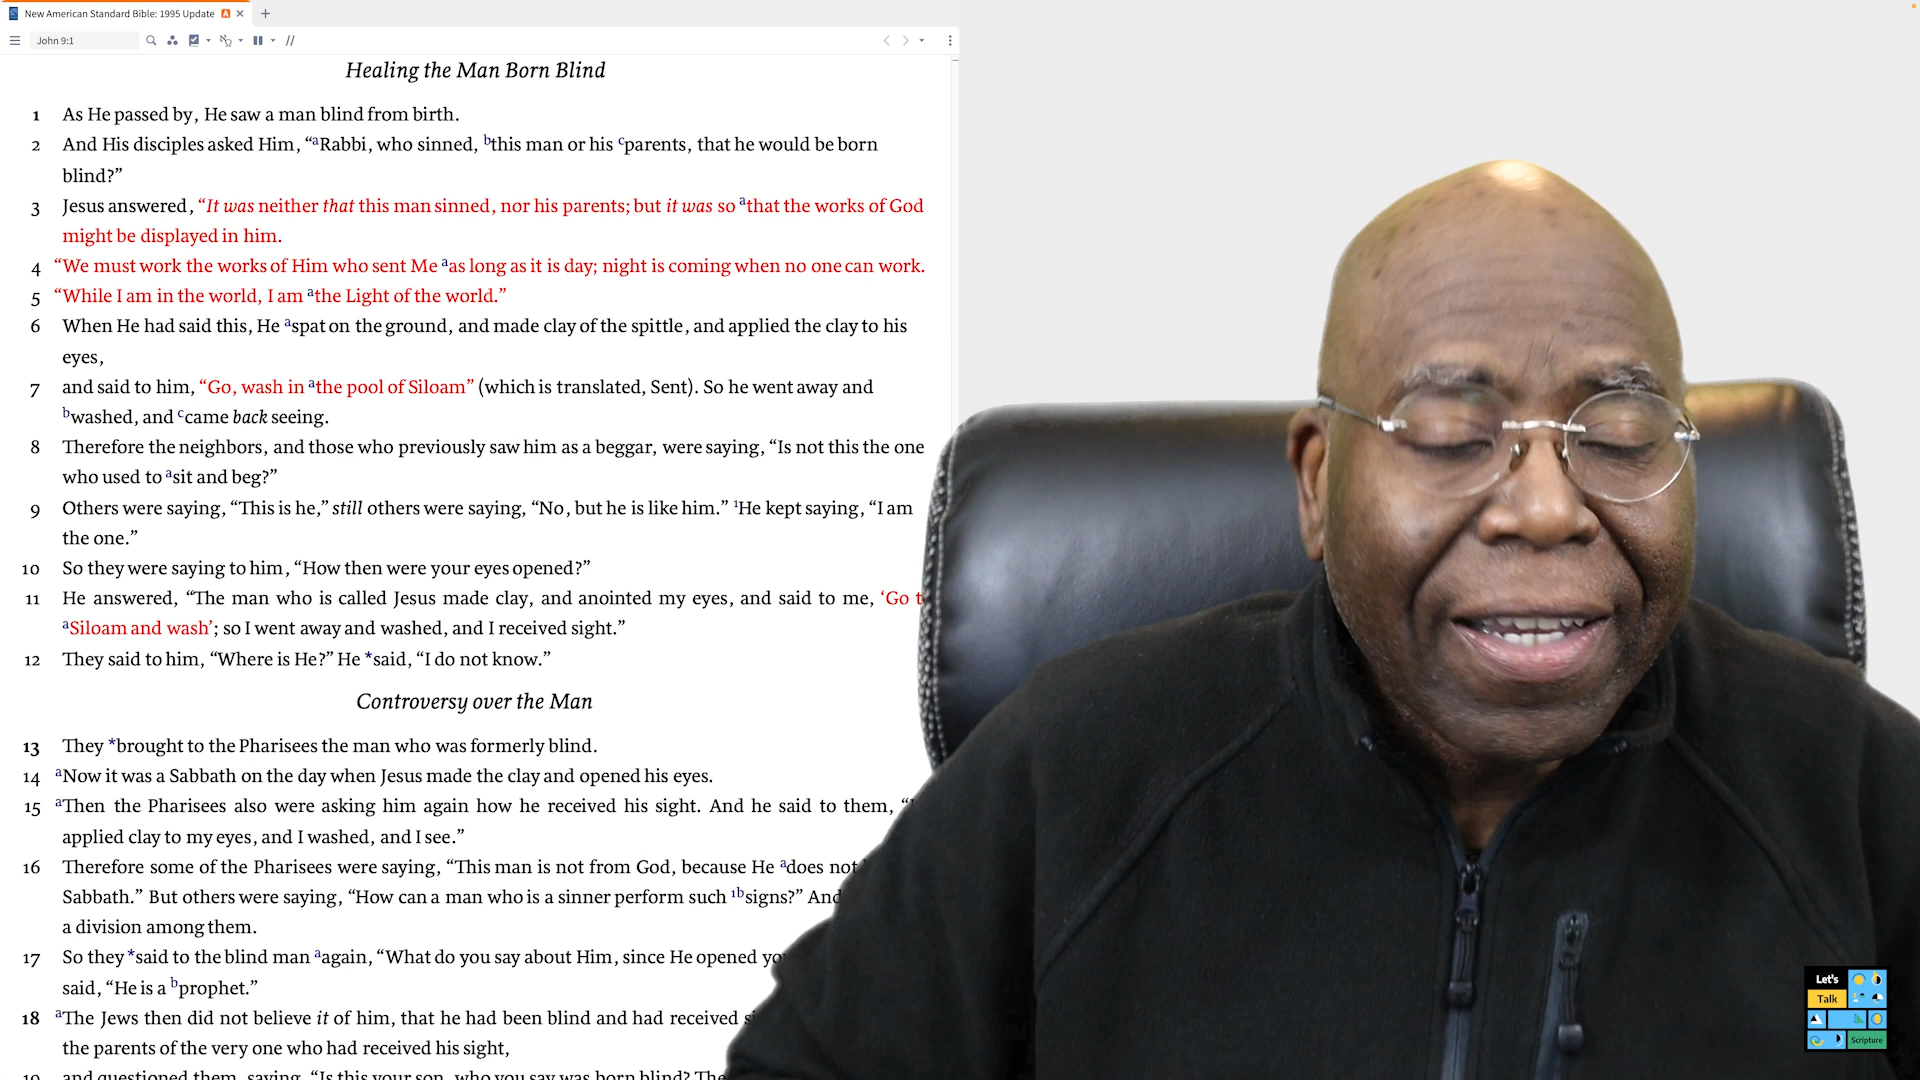 New American Standard Bible: 1995 Update A
John 9:1
Healing the Man Born Blind
1 As He passed by, He saw a man blind from birth.
2 And His disciples asked Him, “aRabbi, who sinned, bthis man or his cparents, that he would be born
blind?”
3 Jesus answered, “It was neither that this man sinned, nor his parents; but it was so athat the works of God
might be displayed in him.
4 “We must work the works of Him who sent Me aas long as it is day; night is coming when no one can work.
5 “While I am in the world, I am athe Light of the world.”
6 When He had said this, He aspat on the ground, and made clay of the spittle, and applied the clay to his
eyes,
7 and said to him, “Go, wash in athe pool of Siloam” (which is translated, Sent). So he went away and
bwashed, and ccame back seeing.
8 Therefore the neighbors, and those who previously saw him as a beggar, were saying, “Is not this the one
who used to asit and beg?”
9 Others were saying, “This is he,” still others were saying, “No, but he is like him.” 1He kept saying, “I am
the one.”
10 So they were saying to him, “How then were your eyes opened?”
11 He answered, “The man who is called Jesus made clay, and anointed my eyes, and said to me, ‘Go
aSiloam and wash’; so I went away and washed, and I received sight.”
12 They said to him, “Where is He?” He *said, “I do not know.”
Controversy over the Man
13 They *brought to the Pharisees the man who was formerly blind.
14 aNow it was a Sabbath on the day when Jesus made the clay and opened his eyes.
15 aThen the Pharisees also were asking him again how he received his sight. And he said to them, “
applied clay to my eyes, and I washed, and I see.”
16 Therefore some of the Pharisees were saying, “This man is not from God, because He adoes not
Sabbath.” But others were saying, “How can a man who is a sinner perform such 1bsigns?” And
a division among them.
17 So they *said to the blind man aagain, “What do you say about Him, since He opened
said, “He is a bprophet.”
18 aThe Jews then did not believe it of him, that he had been blind and had received
the parents of the very one who had received his sight,
19 and questioned them, saying, “Is this your son, who you say was born blind?
Let's
Talk
Scripture